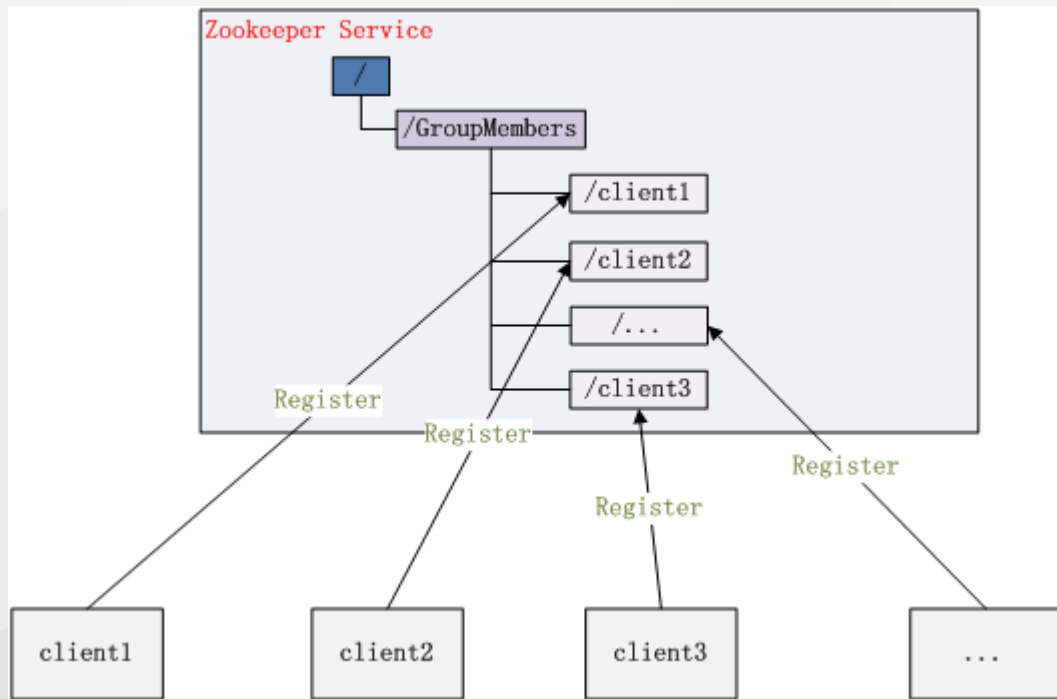 Zookeeper Service
/
/GroupMembers
/client1
/client2
/...
/client3
Register
Register
Register
Register
client1
client2
client3
...